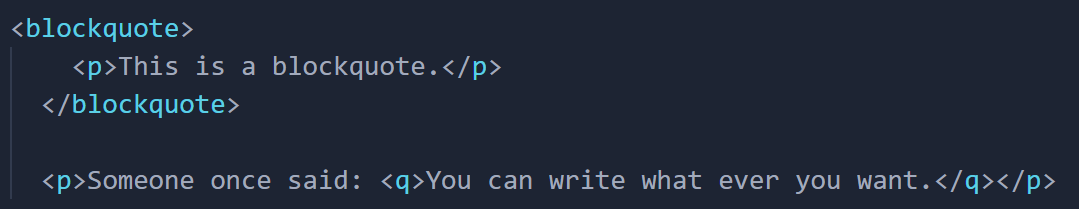 <blockquote>
<p>This is a blockquote.</p>
</blockquote>
<p>Someone once said: <q>You can write what ever you want.</q></p>